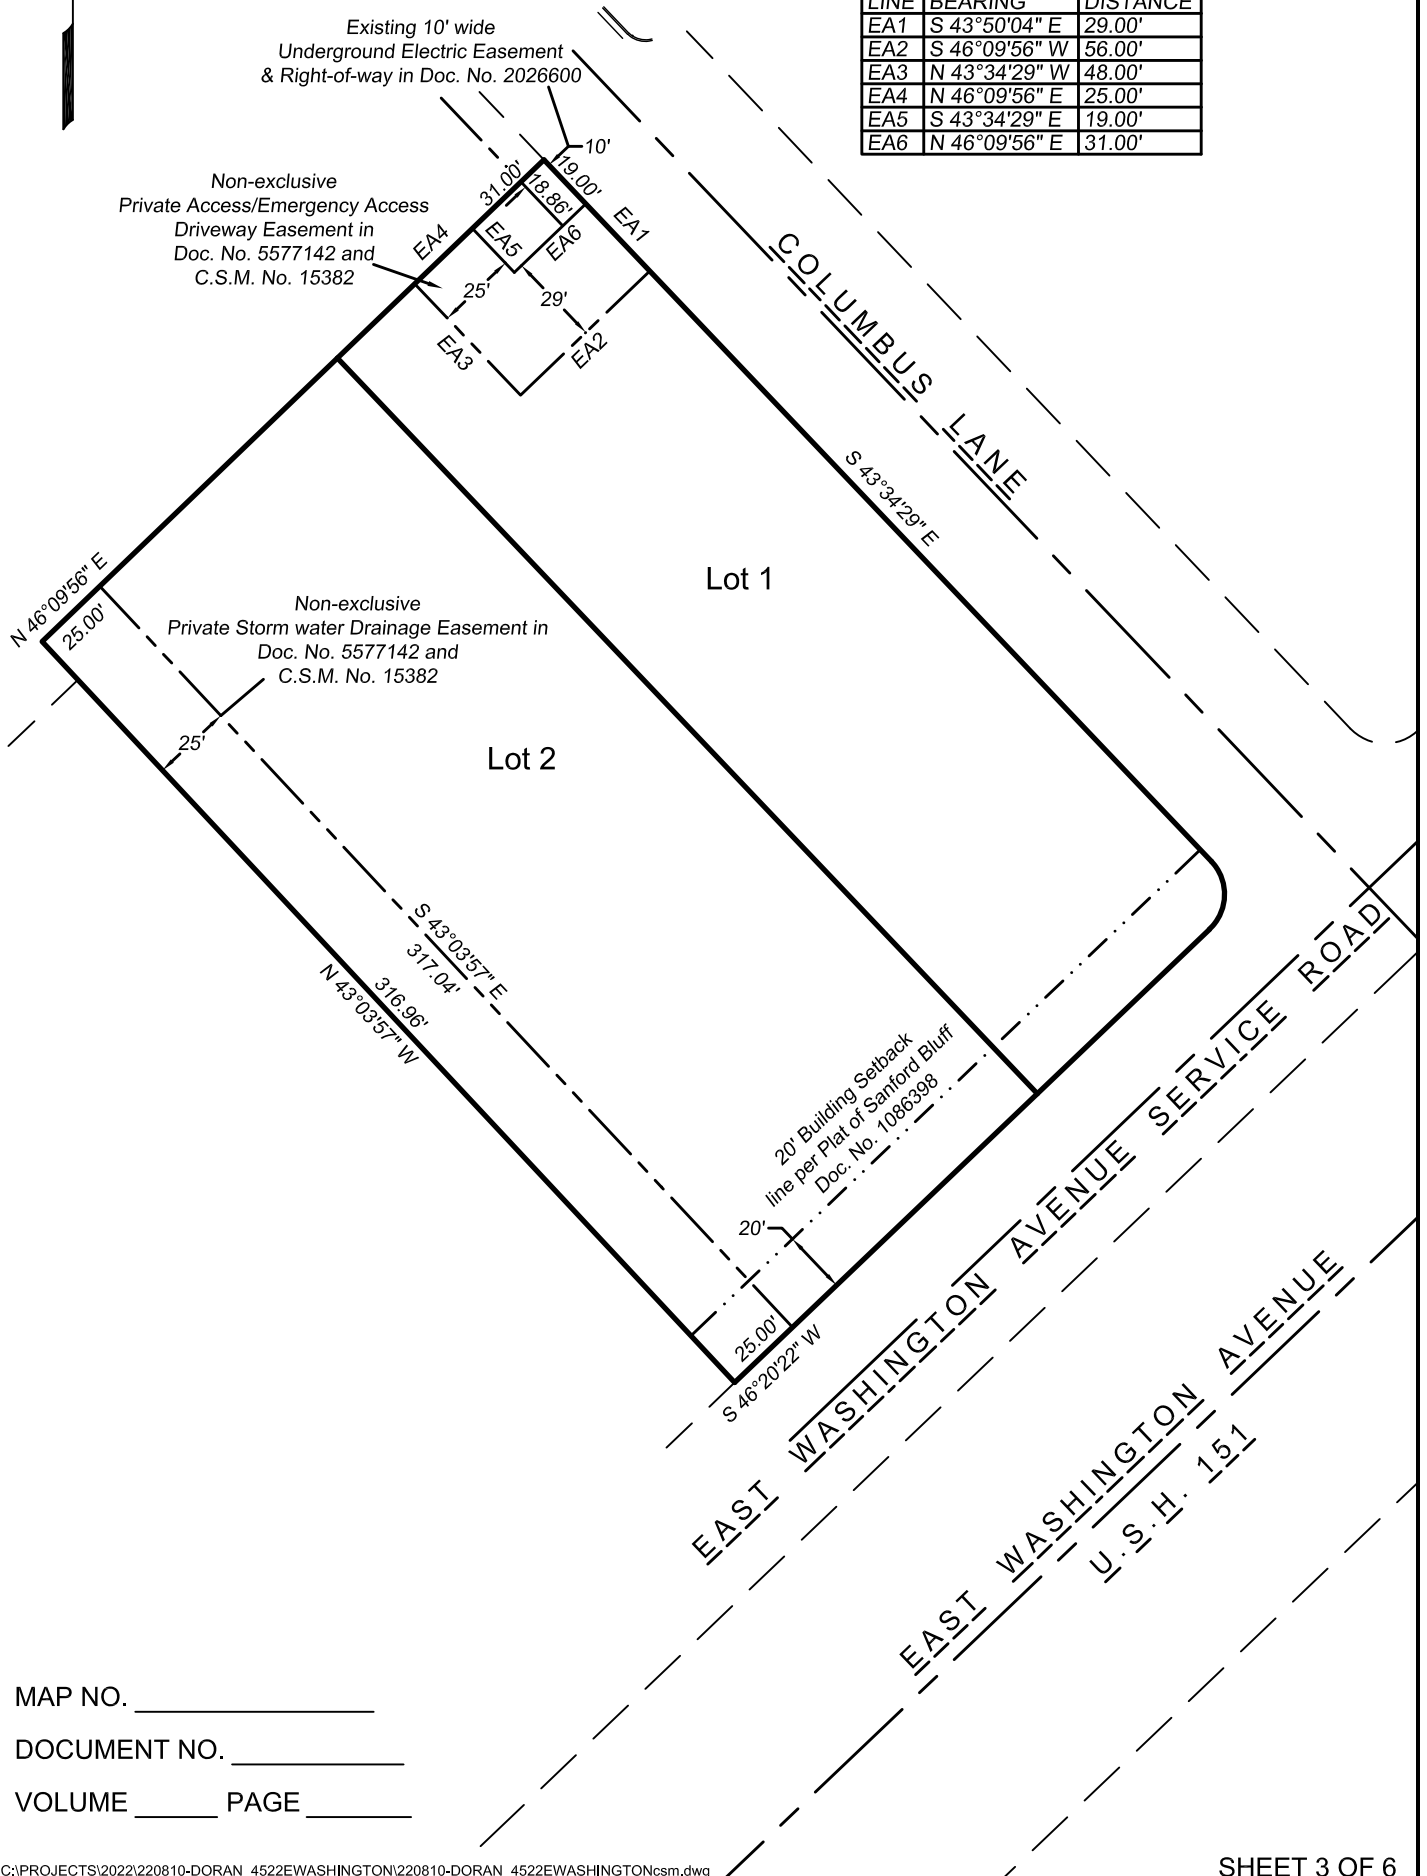 LINE BEARING DISTANCE
EA1 S 43°50'04" E 29.00'
EA2 S 46°09'56" W 56.00'
EA3 N 43°34'29" W 48.00'
EA4 N 46°09'56" E 25.00'
EA5 S 43°34'29" E 19.00'
EA6 N 46°09'56" E 31.00'
Existing 10' wide
Underground Electric Easement
& Right-of-way in Doc. No. 2026600
10'
19.00'
31.00'
18.86'
Non-exclusive
Private Access/Emergency Access
Driveway Easement in
Doc. No. 5577142 and
C.S.M. No. 15382
EA4
EA5
EA6
EA1
25'
29'
EA3
EA2
COLUMBUS LANE
S 43°34'29" E
Lot 1
N 46°09'56" E
25.00'
Non-exclusive
Private Storm water Drainage Easement in
Doc. No. 5577142 and
C.S.M. No. 15382
25'
Lot 2
S 43°03'57" E
317.04'
316.96'
N 43°03'57" W
20' Building Setback
line per Plat of Sanford Bluff
Doc. No. 1086398
20'
25.00'
S 46°20'22" W
EAST WASHINGTON AVENUE SERVICE ROAD
EAST WASHINGTON AVENUE
U.S.H. 151
MAP NO.
DOCUMENT NO.
VOLUME PAGE
C:\PROJECTS\2022\220810-DORAN_4522EWASHINGTON\220810-DORAN_4522EWASHINGTONcsm.dwg
SHEET 3 OF 6